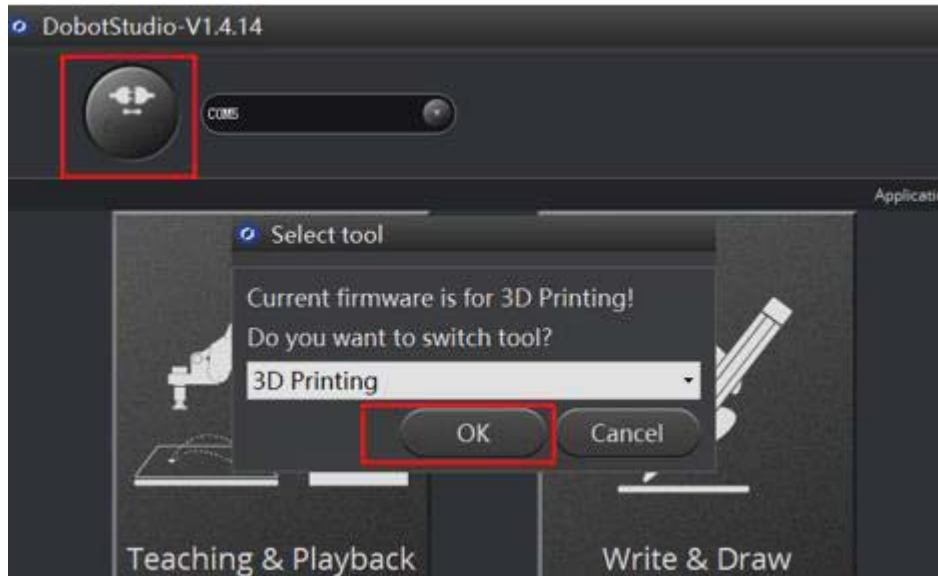 DobotStudio-V1.4.14
COM5
Applicati
Select tool
Current firmware is for 3D Printing!
Do you want to switch tool?
3D Printing
OK Cancel
Teaching & Playback Write & Draw